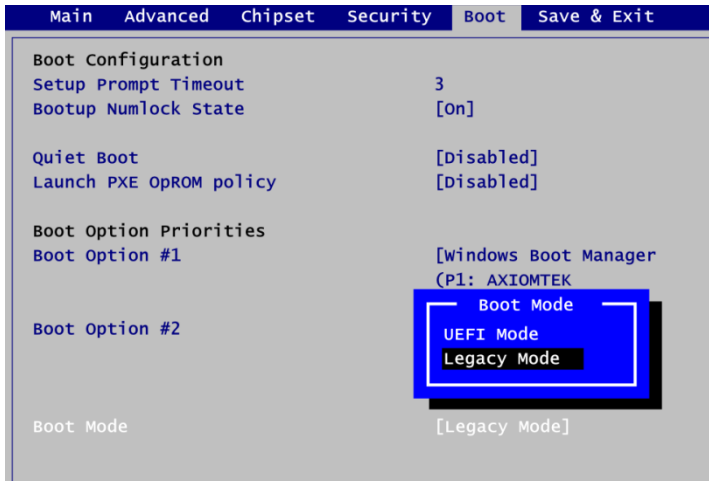 Main Advanced Chipset Security Boot Save & Exit
Boot Configuration
Setup Prompt Timeout 3
Bootup Numlock State [On]
Quiet Boot [Disabled]
Launch PXE OpROM policy [Disabled]
Boot Option Priorities
Boot Option #1 [Windows Boot Manager
(P1: AXIOMTEK
Boot Option #2
Boot Mode
UEFI Mode
Legacy Mode
Boot Mode [Legacy Mode]